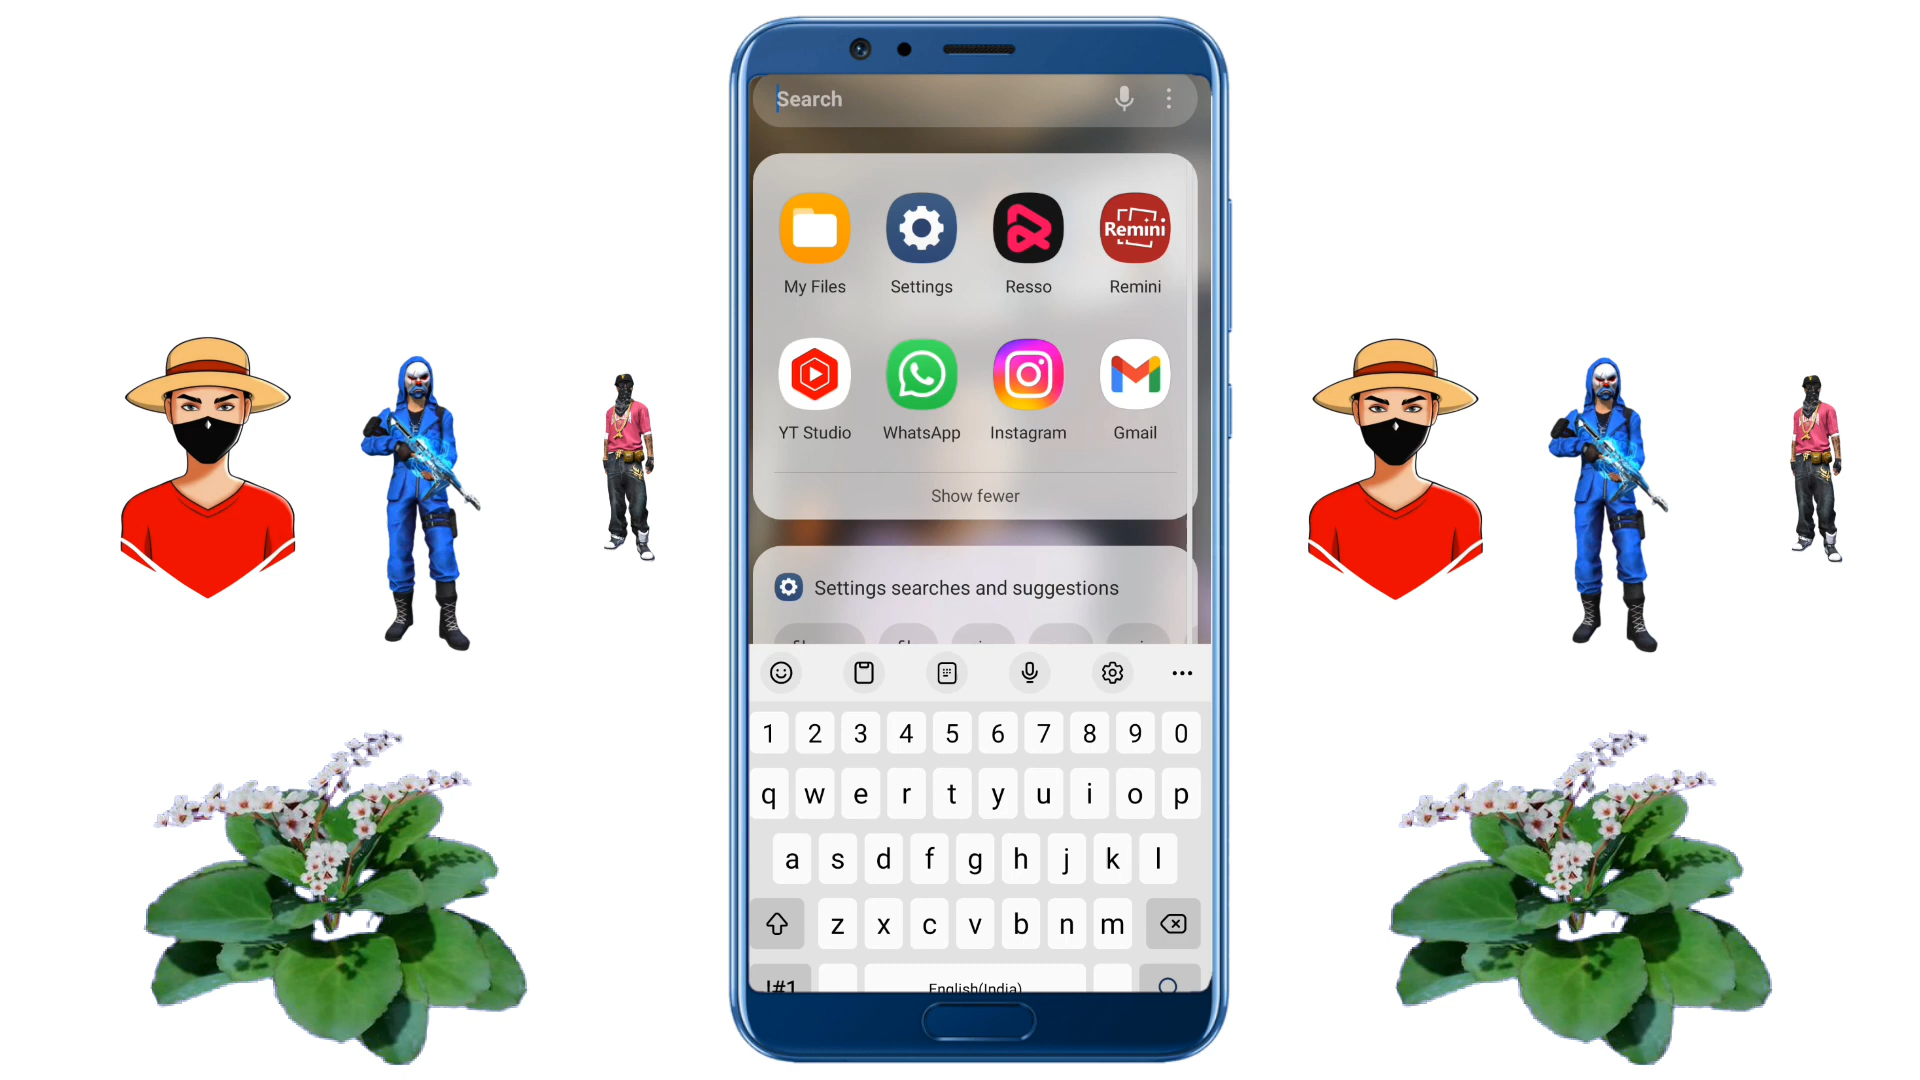 Search
Remini
My Files Settings Resso Remini
YT Studio WhatsApp Instagram Gmail
Show fewer
Settings searches and suggestions
1 2 3 4 5 6 7 8 9 0
q w e r t y u i o p
a s d f g h j k l
z x c v b n m
!#1 English(India)